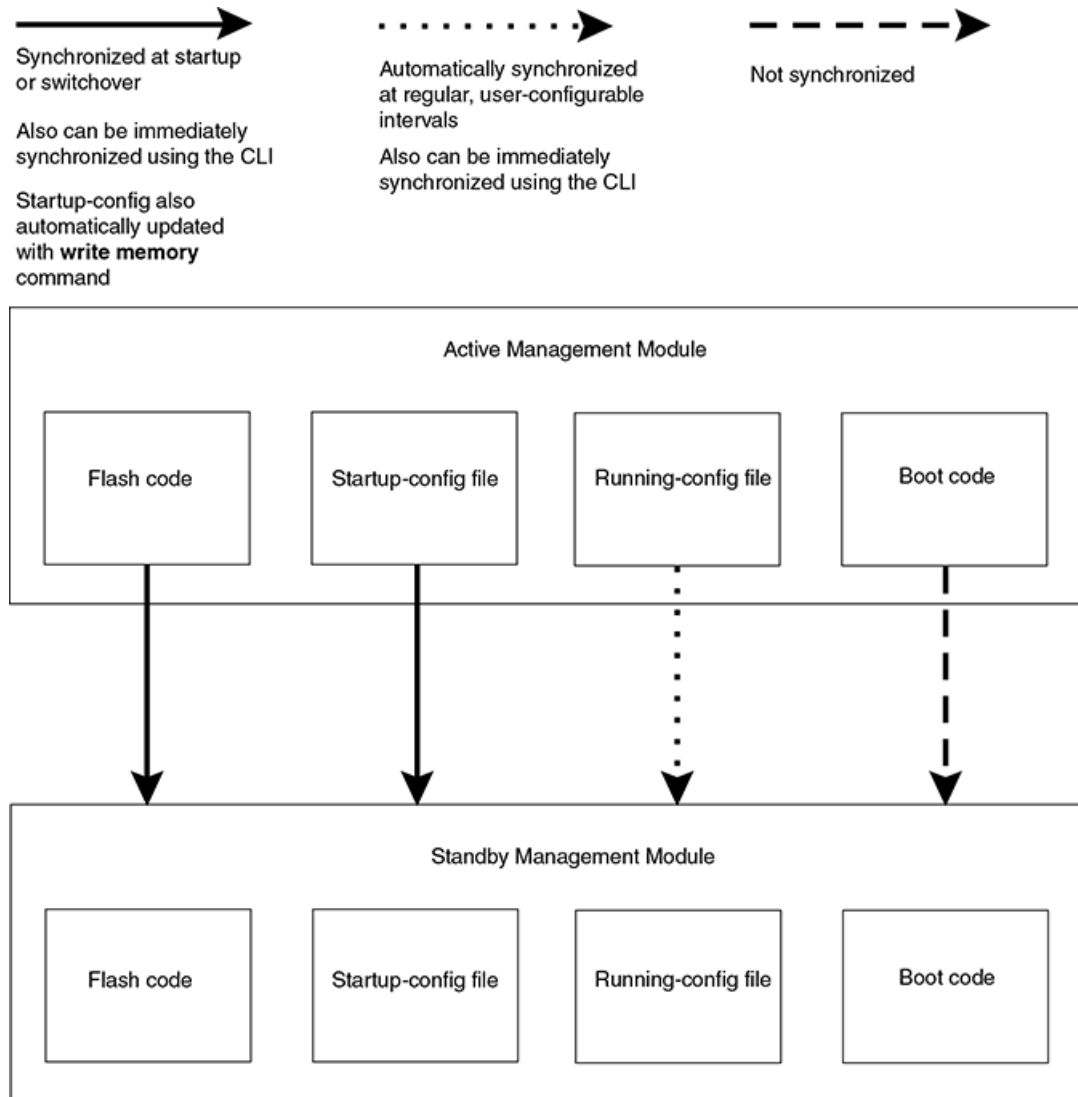 Synchronized at startup
or switchover
Also can be immediately
synchronized using the CLI
Startup-config also
automatically updated
with write memory
command
Automatically synchronized
at regular, user-configurable
intervals
Also can be immediately
synchronized using the CLI
Not synchronized
Active Management Module
Flash code
Startup-config file
Running-config file
Boot code
Standby Management Module
Flash code
Startup-config file
Running-config file
Boot code